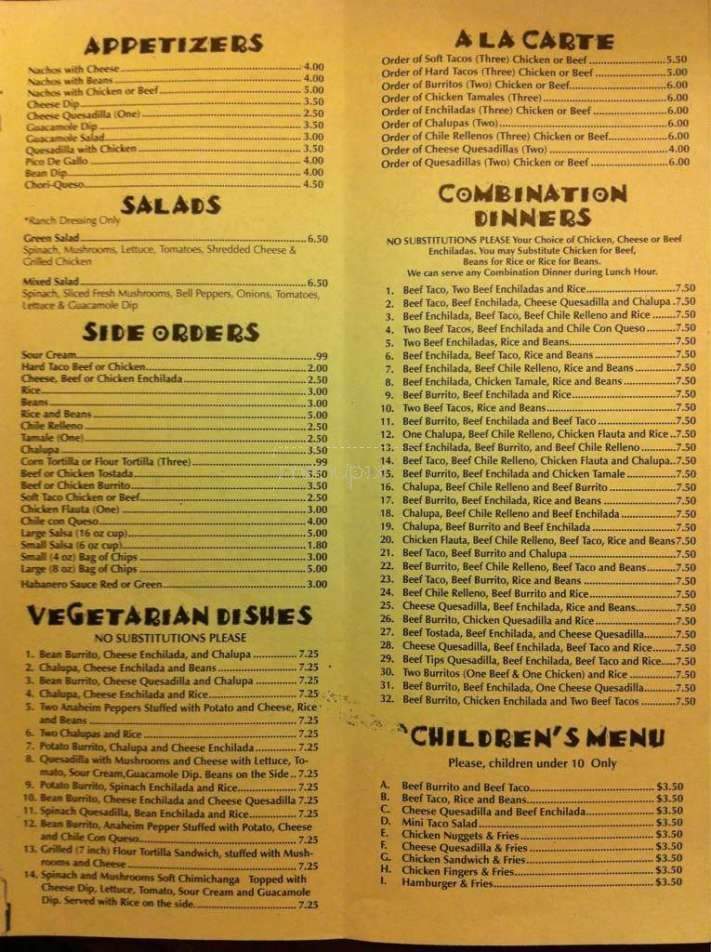 APPETIZERS
Nachos with Cheese 4.00
Nachos with Beans 4.00
Nachos with Chicken or Beef 5.00
Cheese Dip 3.50
Cheese Quesadilla (One) 2.50
Guacamole Dip 3.50
Guacamole Salad 3.00
Quesadilla with Chicken 3.50
Pico De Gallo 4.00
Bean Dip 4.00
Chori-Queso 4.50
SALADS
*Ranch Dressing Only
Green Salad 6.50
Spinach, Mushrooms, Lettuce, Tomatoes, Shredded Cheese &
Grilled Chicken
Mixed Salad 6.50
Spinach, Sliced Fresh Mushrooms, Bell Peppers, Onions, Tomatoes,
Lettuce & Guacamole Dip
SIDE ORDERS
Sour Cream .99
Hard Taco Beef or Chicken 2.00
Cheese, Beef or Chicken Enchilada 2.50
Rice 3.00
Beans 3.00
Rice and Beans 5.00
Chile Relleno 2.50
Tamale (One) 2.50
Chalupa 3.50
Corn Tortilla or Flour Tortilla (Three) .99
Beef or Chicken Tostada 3.50
Beef or Chicken Burrito 3.50
Soft Taco Chicken or Beef 2.50
Chicken Flauta (One) 3.00
Chile con Queso 4.00
Large Salsa (16 oz cup) 5.00
Small Salsa (6 oz cup) 1.80
Small (4 oz) Bag of Chips 3.00
Large (8 oz) Bag of Chips 5.00
Habanero Sauce Red or Green 3.00
VEGETARIAN DISHES
NO SUBSTITUTIONS PLEASE
1. Bean Burrito, Cheese Enchilada, and Chalupa 7.25
2. Chalupa, Cheese Enchilada and Beans 7.25
3. Bean Burrito, Cheese Quesadilla and Chalupa 7.25
4. Chalupa, Cheese Enchilada and Rice 7.25
5. Two Anaheim Peppers Stuffed with Potato and Cheese, Rice
and Beans 7.25
6. Two Chalupas and Rice 7.25
7. Potato Burrito, Chalupa and Cheese Enchilada 7.25
8. Quesadilla with Mushrooms and Cheese with Lettuce, To-
mato, Sour Cream,Guacamole Dip. Beans on the Side 7.25
9. Potato Burrito, Spinach Enchilada and Rice 7.25
10. Bean Burrito, Cheese Enchilada and Cheese Quesadilla 7.25
11. Spinach Quesadilla, Bean Enchilada and Rice 7.25
12. Bean Burrito, Anaheim Pepper Stuffed with Potato, Cheese
and Chile Con Queso 7.25
13. Grilled (7 inch) Flour Tortilla Sandwich, stuffed with Mush-
rooms and Cheese 7.25
14. Spinach and Mushrooms Soft Chimichanga Topped with
Cheese Dip, Lettuce, Tomato, Sour Cream and Guacamole
Dip. Served with Rice on the side 7.25
A LA CARTE
Order of Soft Tacos (Three) Chicken or Beef 5.50
Order of Hard Tacos (Three) Chicken or Beef 5.00
Order of Burritos (Two) Chicken or Beef 6.00
Order of Chicken Tamales (Three) 6.00
Order of Enchiladas (Three) Chicken or Beef 6.00
Order of Chalupas (Two) 6.00
Order of Chile Rellenos (Three) Chicken or Beef 6.00
Order of Cheese Quesadillas (Two) 4.00
Order of Quesadillas (Two) Chicken or Beef 6.00
COMBINATION
DINNERS
NO SUBSTITUTIONS PLEASE Your Choice of Chicken, Cheese or Beef
Enchiladas. You may Substitute Chicken for Beef,
Beans for Rice or Rice for Beans.
We can serve any Combination Dinner during Lunch Hour.
1. Beef Taco, Two Beef Enchiladas and Rice 7.50
2. Beef Taco, Beef Enchilada, Cheese Quesadilla and Chalupa 7.50
3. Beef Enchilada, Beef Taco, Beef Chile Relleno and Rice 7.50
4. Two Beef Tacos, Beef Enchilada and Chile Con Queso 7.50
5. Two Beef Enchiladas, Rice and Beans 7.50
6. Beef Enchilada, Beef Taco, Rice and Beans 7.50
7. Beef Enchilada, Beef Chile Relleno, Rice and Beans 7.50
8. Beef Enchilada, Chicken Tamale, Rice and Beans 7.50
9. Beef Burrito, Beef Enchilada and Rice 7.50
10. Two Beef Tacos, Rice and Beans 7.50
11. Beef Burrito, Beef Enchilada and Beef Taco 7.50
12. One Chalupa, Beef Chile Relleno, Chicken Flauta and Rice 7.50
13. Beef Enchilada, Beef Burrito, and Beef Chile Relleno 7.50
14. Beef Taco, Beef Chile Relleno, Chicken Flauta and Chalupa 7.50
15. Beef Burrito, Beef Enchilada and Chicken Tamale 7.50
16. Chalupa, Beef Chile Relleno and Beef Burrito 7.50
17. Beef Burrito, Beef Enchilada, Rice and Beans 7.50
18. Chalupa, Beef Chile Relleno and Beef Enchilada 7.50
19. Chalupa, Beef Burrito and Beef Enchilada 7.50
20. Chicken Flauta, Beef Chile Relleno, Beef Taco, Rice and Beans 7.50
21. Beef Taco, Beef Burrito and Chalupa 7.50
22. Beef Burrito, Beef Chile Relleno, Beef Taco and Beans 7.50
23. Beef Taco, Beef Burrito, Rice and Beans 7.50
24. Beef Chile Relleno, Beef Burrito and Rice 7.50
25. Cheese Quesadilla, Beef Enchilada, Rice and Beans 7.50
26. Beef Burrito, Chicken Quesadilla and Rice 7.50
27. Beef Tostada, Beef Enchilada, and Cheese Quesadilla 7.50
28. Cheese Quesadilla, Beef Enchilada, Beef Taco and Rice 7.50
29. Beef Tips Quesadilla, Beef Enchilada, Beef Taco and Rice 7.50
30. Two Burritos (One Beef & One Chicken) and Rice 7.50
31. Beef Burrito, Beef Enchilada, One Cheese Quesadilla 7.50
32. Beef Burrito, Chicken Enchilada and Two Beef Tacos 7.50
CHILDREN'S MENU
Please, children under 10 Only
A. Beef Burrito and Beef Taco $3.50
B. Beef Taco, Rice and Beans $3.50
C. Cheese Quesadilla and Beef Enchilada $3.50
D. Mini Taco Salad $3.50
E. Chicken Nuggets & Fries $3.50
F. Cheese Quesadilla & Fries $3.50
G. Chicken Sandwich & Fries $3.50
H. Chicken Fingers & Fries $3.50
I. Hamburger & Fries $3.50